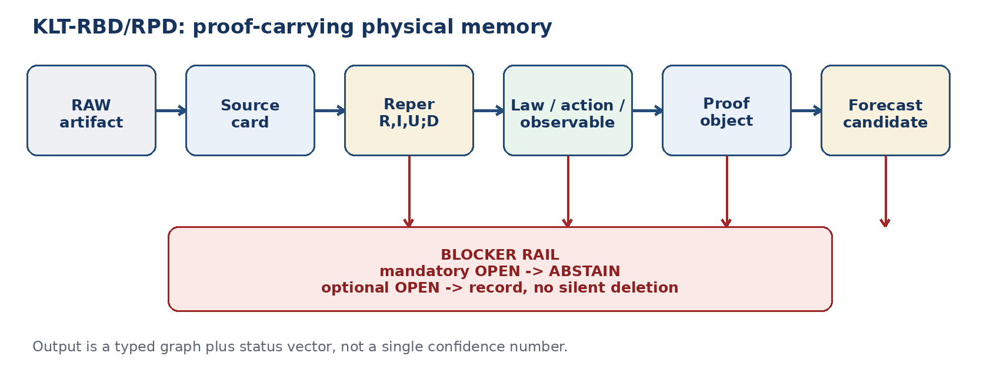 KLT-RBD/RPD: proof-carrying physical memory
RAW
artifact
Source
card
Reper
R,I,U;D
Law / action /
observable
Proof
object
Forecast
candidate
BLOCKER RAIL
mandatory OPEN -> ABSTAIN
optional OPEN -> record, no silent deletion
Output is a typed graph plus status vector, not a single confidence number.